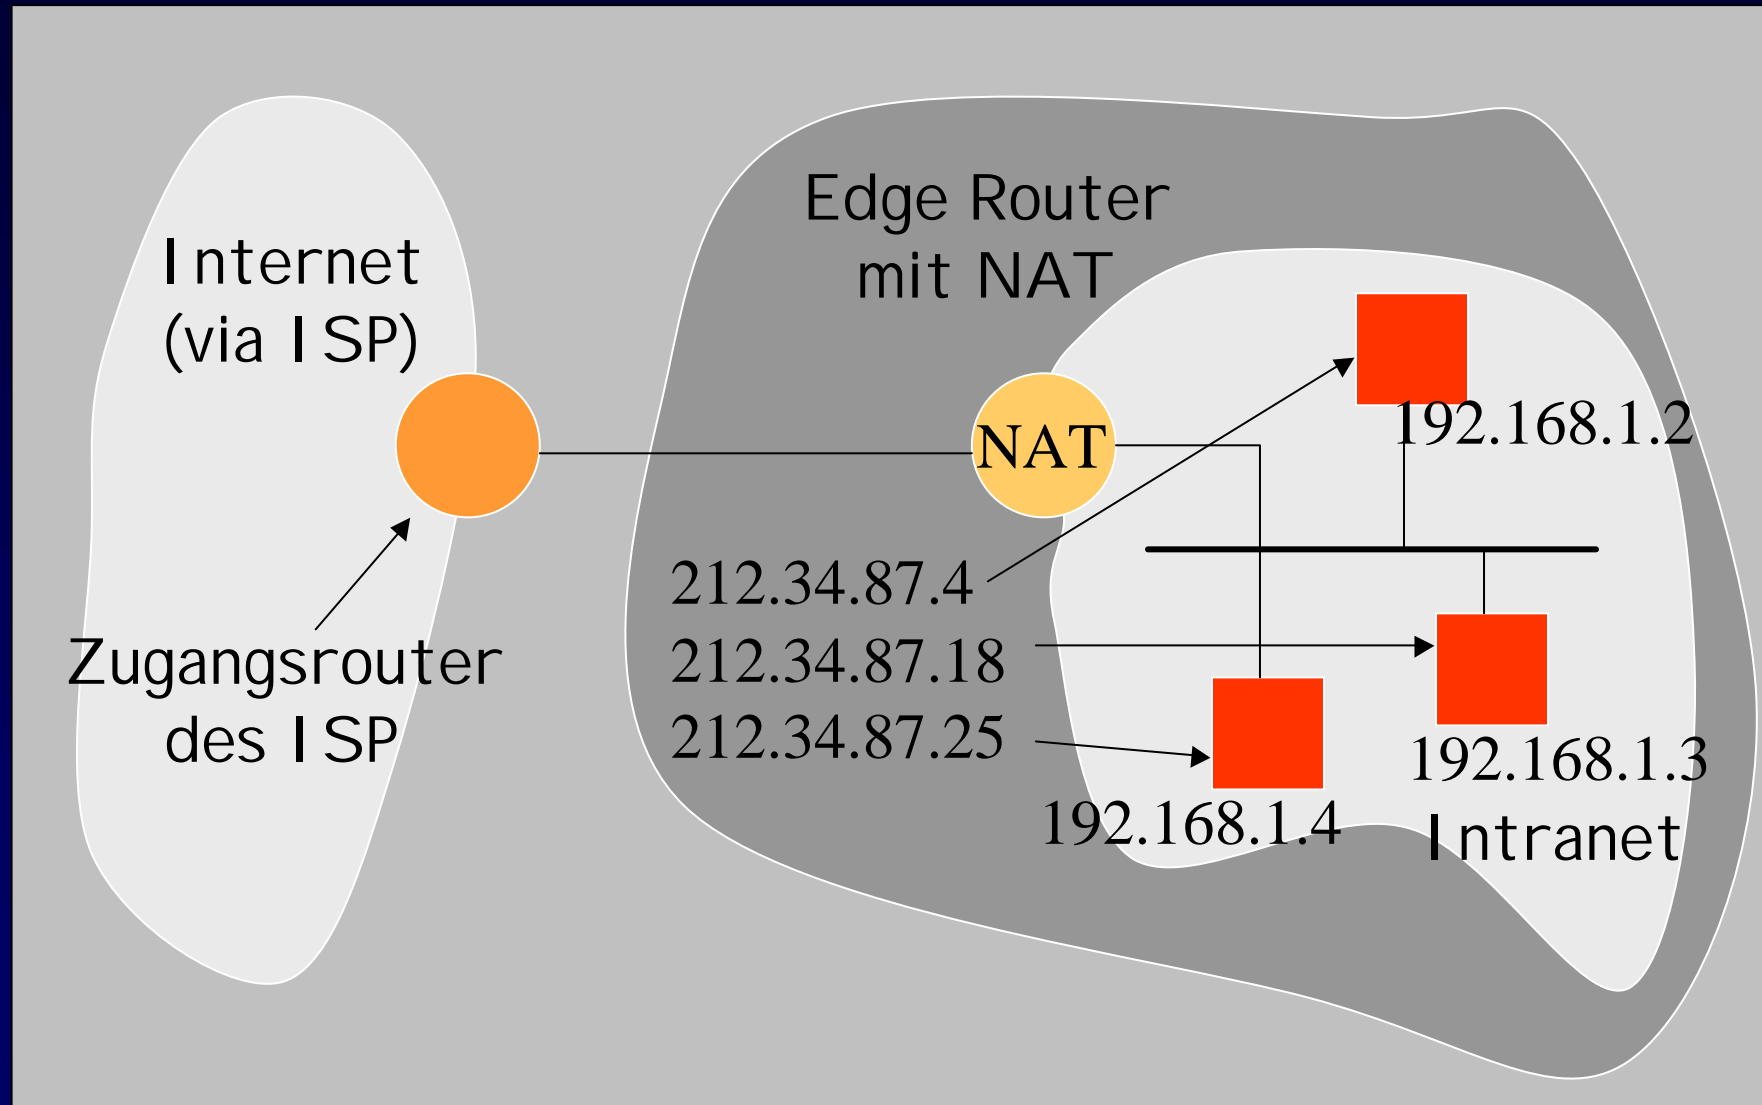 Internet
(via ISP)
Zugangsrouter
des ISP
Edge Router
mit NAT
NAT
212.34.87.4
212.34.87.18
212.34.87.25
192.168.1.2
192.168.1.3
192.168.1.4
Intranet